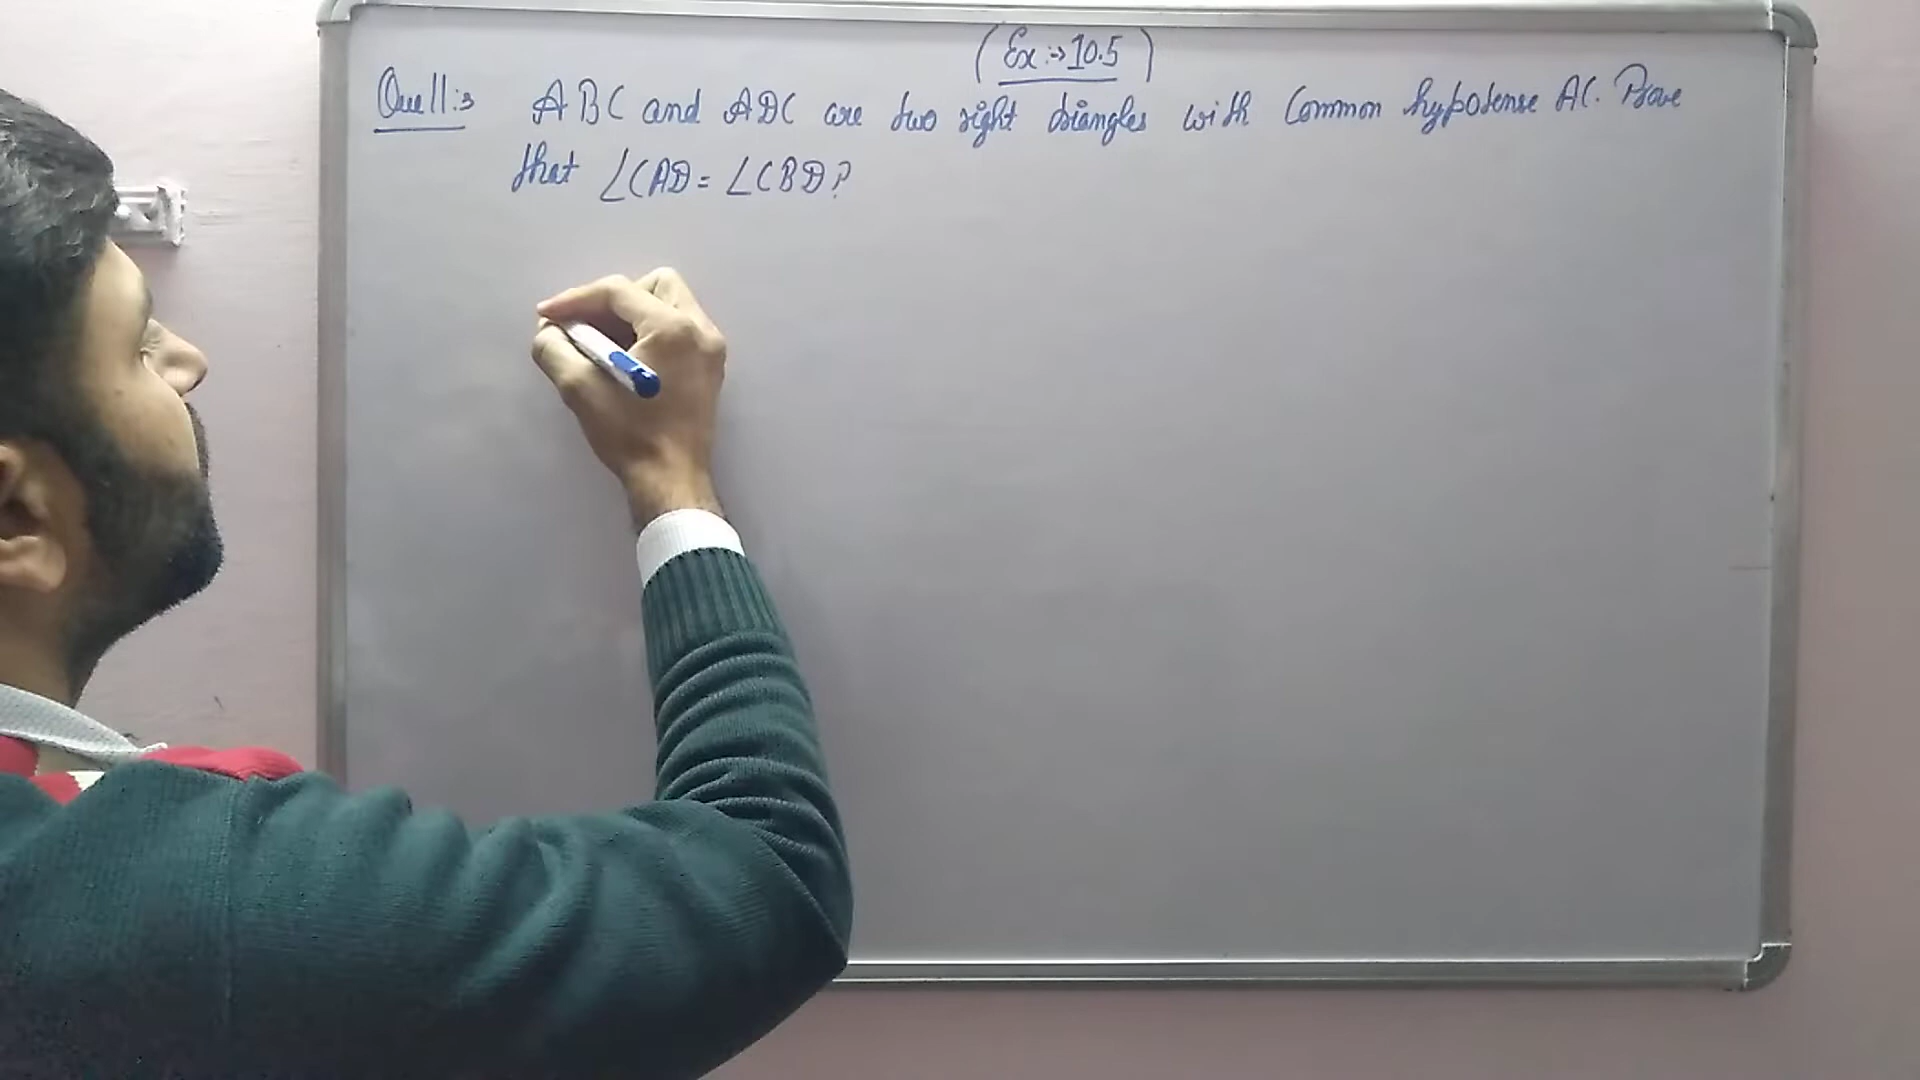 (Ex :→ 10.5)
Que 11 :→ ABC and ADC are two right triangles with Common hypotense AC. Prove
that ∠CAD = ∠CBD?